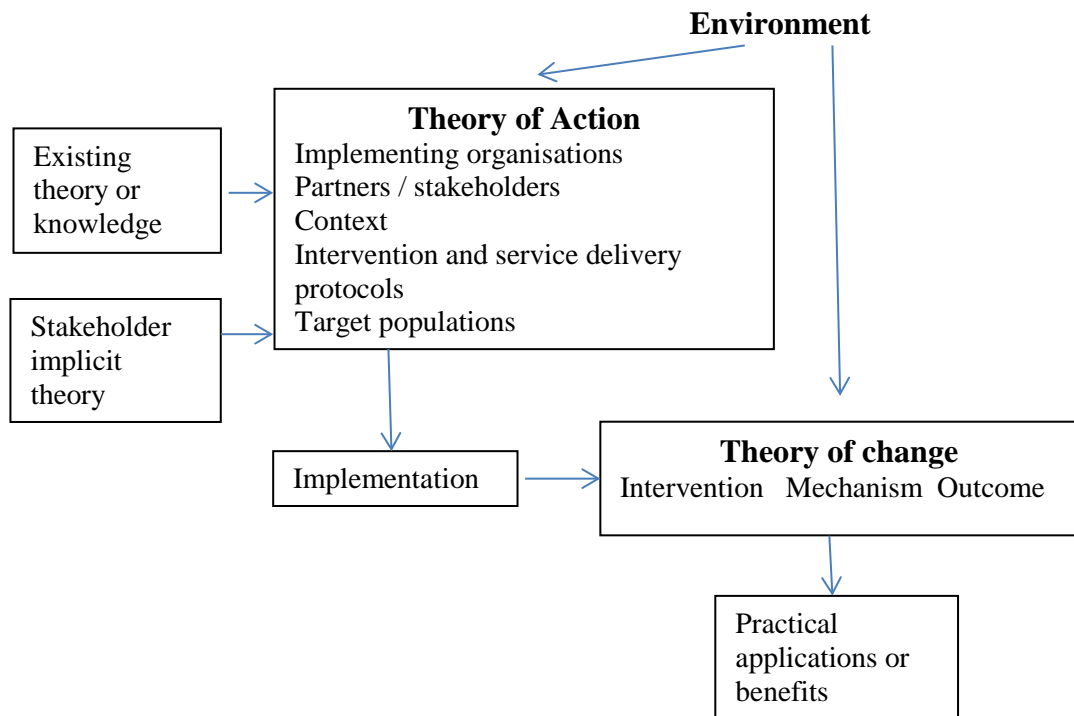 Environment
Theory of Action
Implementing organisations
Partners / stakeholders
Context
Intervention and service delivery
protocols
Target populations
Existing
theory or
knowledge
Stakeholder
implicit
theory
Implementation
Theory of change
Intervention Mechanism Outcome
Practical
applications or
benefits